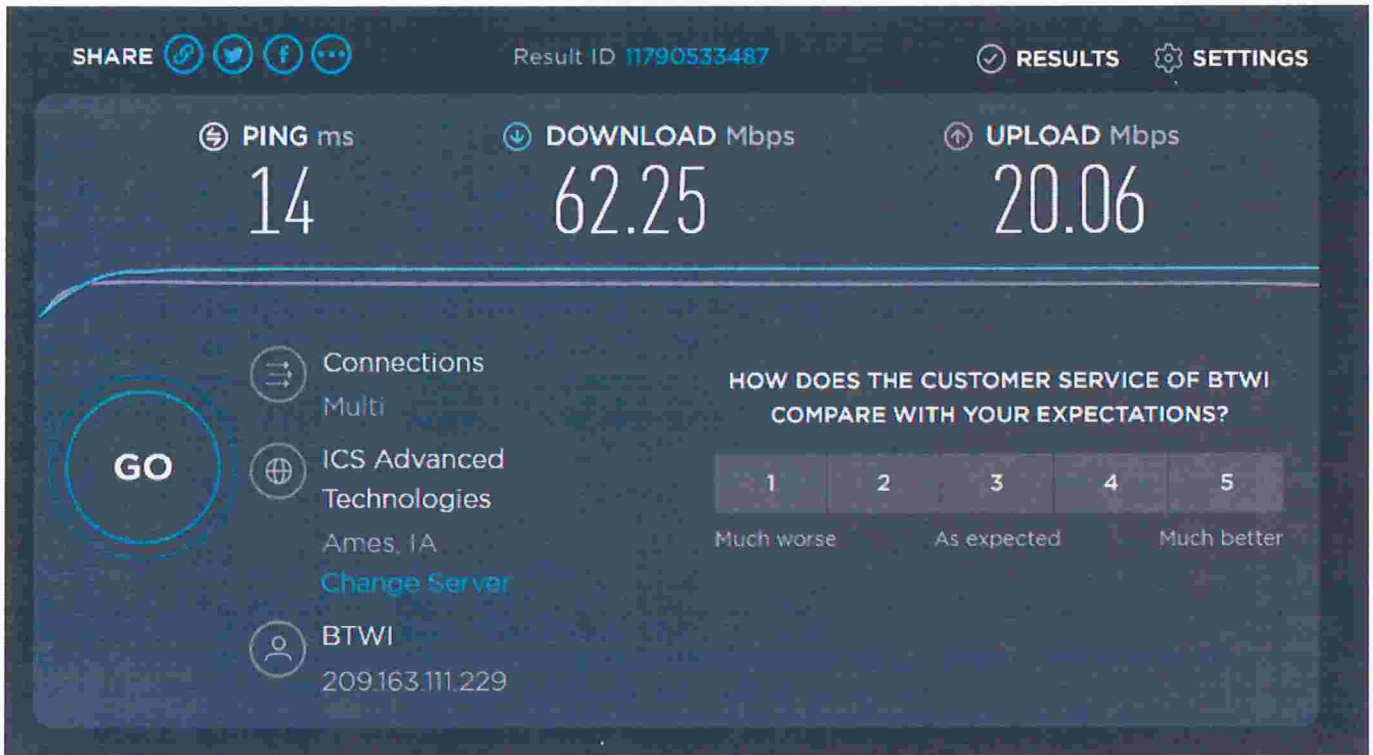 SHARE
Result ID 11790533487
RESULTS
SETTINGS
PING ms
14
DOWNLOAD Mbps
62.25
UPLOAD Mbps
20.06
Connections
Multi
ICS Advanced
Technologies
Ames, IA
Change Server
BTWI
209.163.111.229
GO
HOW DOES THE CUSTOMER SERVICE OF BTWI
COMPARE WITH YOUR EXPECTATIONS?
1 2 3 4 5
Much worse As expected Much better